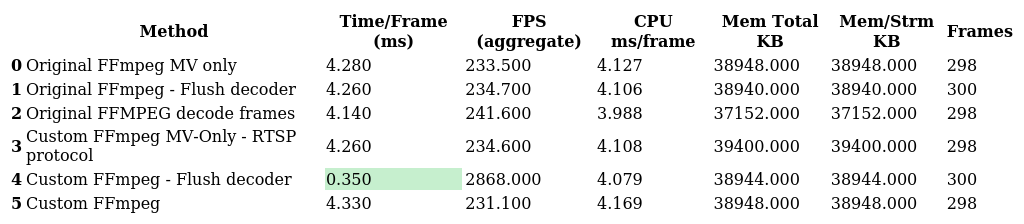 Method Time/Frame (ms) FPS (aggregate) CPU ms/frame Mem Total KB Mem/Strm KB Frames
0 Original FFmpeg MV only 4.280 233.500 4.127 38948.000 38948.000 298
1 Original FFmpeg - Flush decoder 4.260 234.700 4.106 38940.000 38940.000 300
2 Original FFMPEG decode frames 4.140 241.600 3.988 37152.000 37152.000 298
3 Custom FFmpeg MV-Only - RTSP protocol 4.260 234.600 4.108 39400.000 39400.000 298
4 Custom FFmpeg - Flush decoder 0.350 2868.000 4.079 38944.000 38944.000 300
5 Custom FFmpeg 4.330 231.100 4.169 38948.000 38948.000 298